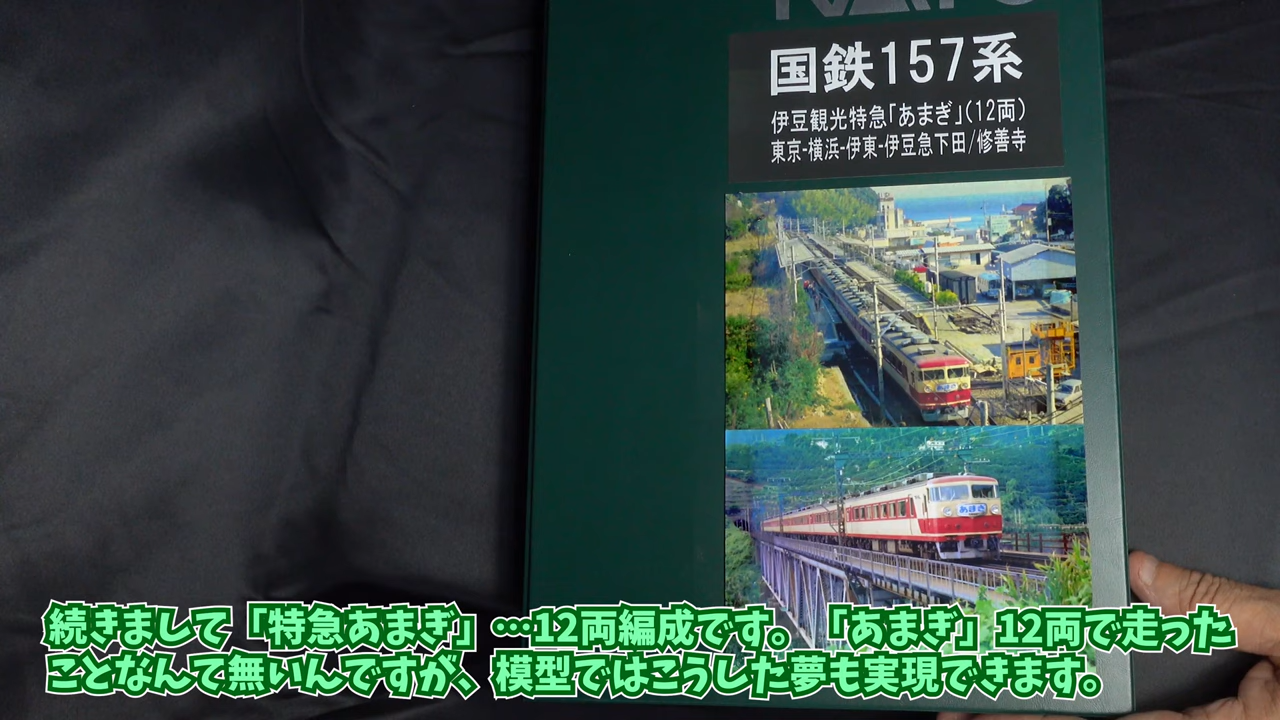 KATO
国鉄157系
伊豆観光特急「あまぎ」(12両)
東京-横浜-伊東-伊豆急下田/修善寺
あまぎ
続きまして「特急あまぎ」…12両編成です。「あまぎ」12両で走った
ことなんて無いんですが、模型ではこうした夢も実現できます。